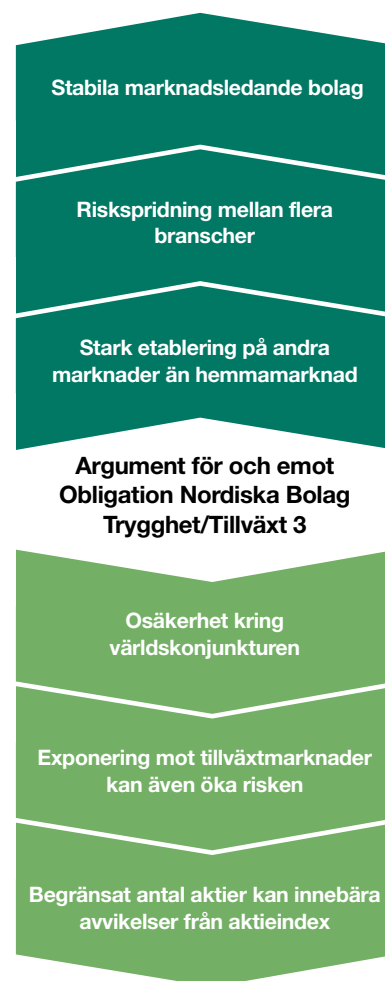 Stabila marknadsledande bolag
Riskspridning mellan flera
branscher
Stark etablering på andra
marknader än hemmamarknad
Argument för och emot
Obligation Nordiska Bolag
Trygghet/Tillväxt 3
Osäkerhet kring
världskonjunkturen
Exponering mot tillväxtmarknader
kan även öka risken
Begränsat antal aktier kan innebära
avvikelser från aktieindex